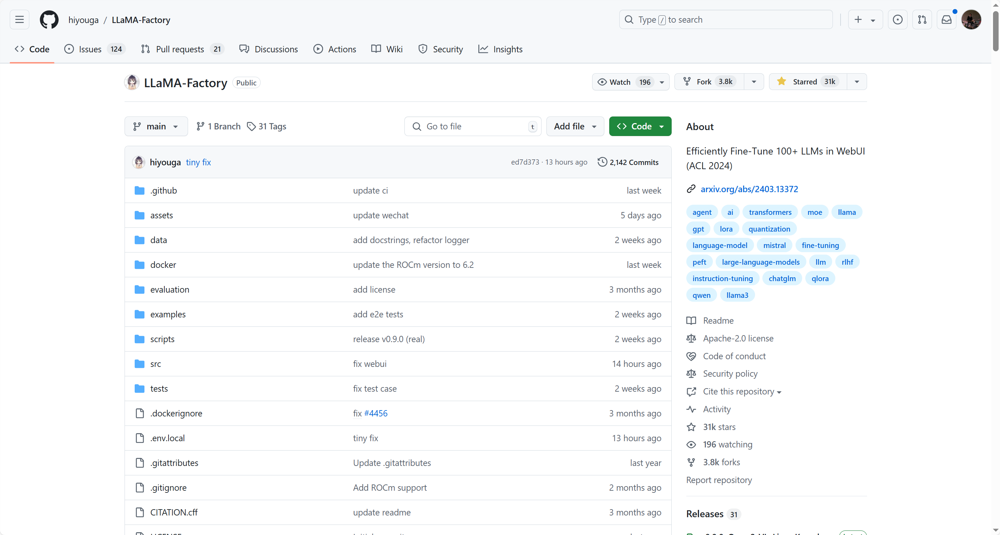 hiyouga / LLaMA-Factory
Type / to search
Code
Issues 124
Pull requests 21
Discussions
Actions
Wiki
Security
Insights
LLaMA-Factory Public
Watch 196
Fork 3.8k
Starred 31k
main
1 Branch
31 Tags
Go to file t
Add file
Code
hiyouga tiny fix ed7d373 · 13 hours ago 2,142 Commits
.github update ci last week
assets update wechat 5 days ago
data add docstrings, refactor logger 2 weeks ago
docker update the ROCm version to 6.2 last week
evaluation add license 3 months ago
examples add e2e tests 2 weeks ago
scripts release v0.9.0 (real) 2 weeks ago
src fix webui 14 hours ago
tests fix test case 2 weeks ago
.dockerignore fix #4456 3 months ago
.env.local tiny fix 13 hours ago
.gitattributes Update .gitattributes last year
.gitignore Add ROCm support 2 months ago
CITATION.cff update readme 3 months ago
About
Efficiently Fine-Tune 100+ LLMs in WebUI
(ACL 2024)
arxiv.org/abs/2403.13372
agent ai transformers moe llama
gpt lora quantization
language-model mistral fine-tuning
peft large-language-models llm rlhf
instruction-tuning chatglm qlora
qwen llama3
Readme
Apache-2.0 license
Code of conduct
Security policy
Cite this repository
Activity
31k stars
196 watching
3.8k forks
Report repository
Releases 31